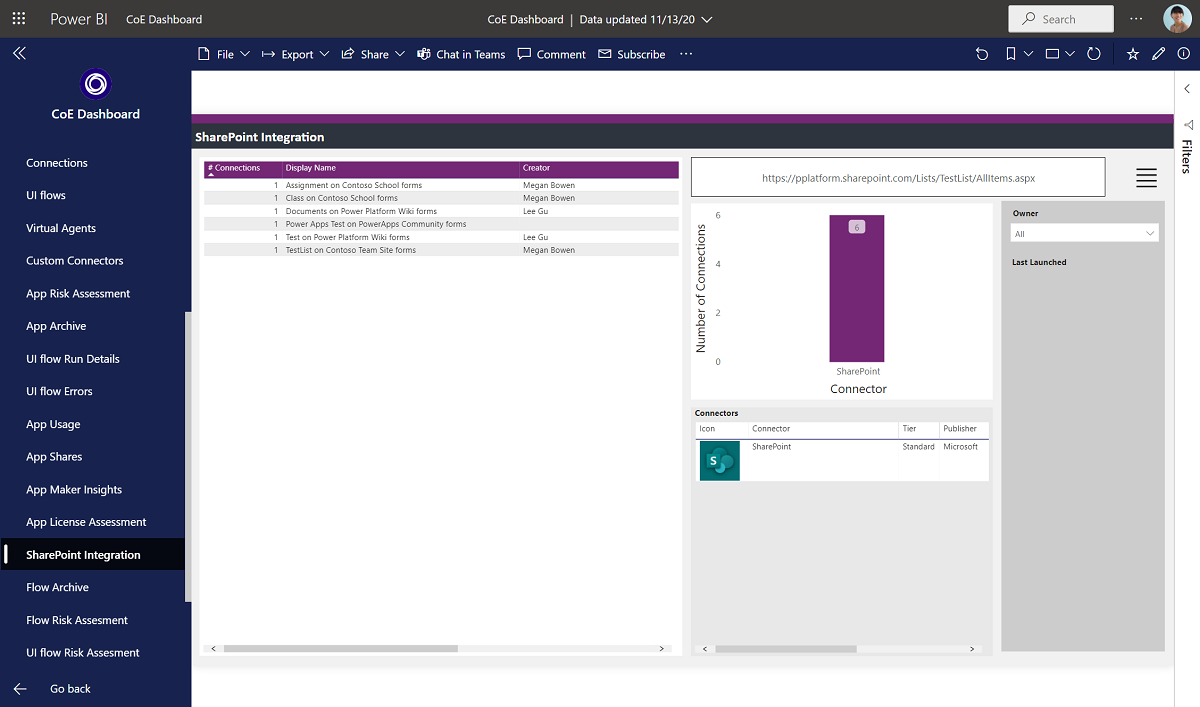 Power BI CoE Dashboard
CoE Dashboard | Data updated 11/13/20
Search
File Export Share Chat in Teams Comment Subscribe
CoE Dashboard
Connections
UI flows
Virtual Agents
Custom Connectors
App Risk Assessment
App Archive
UI flow Run Details
UI flow Errors
App Usage
App Shares
App Maker Insights
App License Assessment
SharePoint Integration
Flow Archive
Flow Risk Assesment
UI flow Risk Assesment
Go back
SharePoint Integration
# Connections Display Name Creator
1 Assignment on Contoso School forms Megan Bowen
1 Class on Contoso School forms Megan Bowen
1 Documents on Power Platform Wiki forms Lee Gu
1 Power Apps Test on PowerApps Community forms
1 Test on Power Platform Wiki forms Lee Gu
1 TestList on Contoso Team Site forms Megan Bowen
https://pplatform.sharepoint.com/Lists/TestList/AllItems.aspx
Number of Connections
6
4
2
0
6
SharePoint
Connector
Connectors
Icon Connector Tier Publisher
S SharePoint Standard Microsoft
Owner
All
Last Launched
Filters